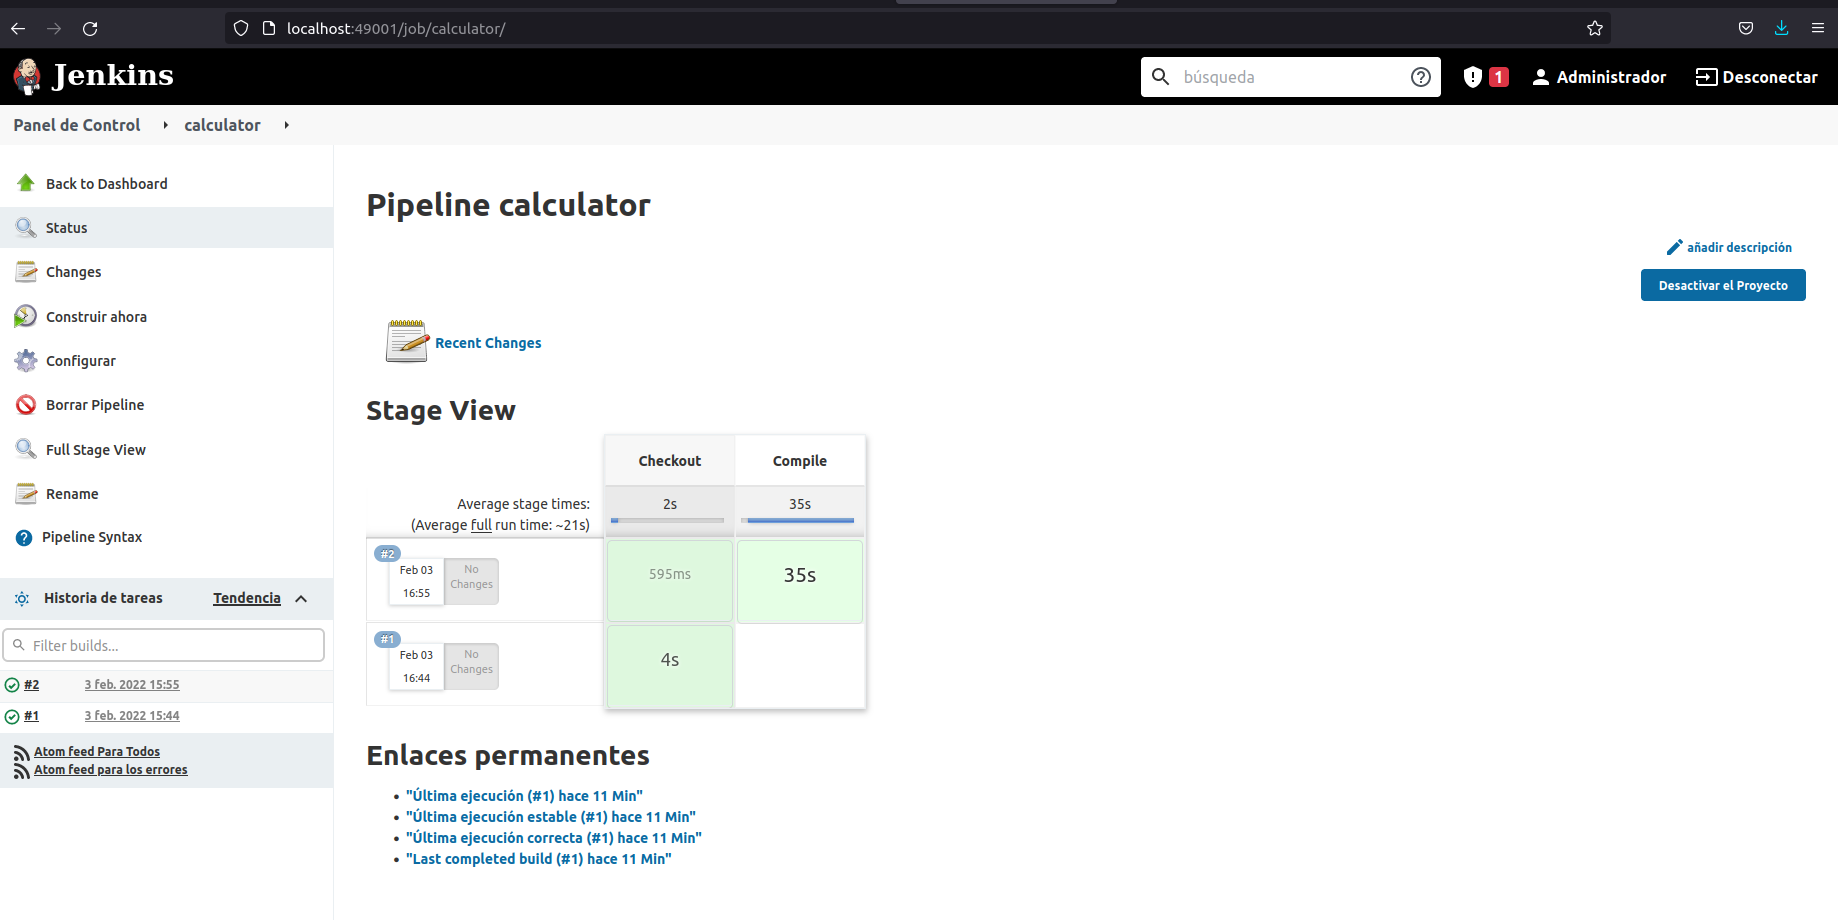 localhost:49001/job/calculator/
Jenkins
búsqueda
1
Administrador
Desconectar
Panel de Control
calculator
Back to Dashboard
Status
Changes
Construir ahora
Configurar
Borrar Pipeline
Full Stage View
Rename
Pipeline Syntax
Historia de tareas
Tendencia
Filter builds...
#2 3 feb. 2022 15:55
#1 3 feb. 2022 15:44
Atom feed Para Todos
Atom feed para los errores
Pipeline calculator
añadir descripción
Desactivar el Proyecto
Recent Changes
Stage View
Checkout Compile
Average stage times: 2s 35s
(Average full run time: ~21s)
#2
Feb 03
16:55
No
Changes
595ms
35s
#1
Feb 03
16:44
No
Changes
4s
Enlaces permanentes
"Última ejecución (#1) hace 11 Min"
"Última ejecución estable (#1) hace 11 Min"
"Última ejecución correcta (#1) hace 11 Min"
"Last completed build (#1) hace 11 Min"